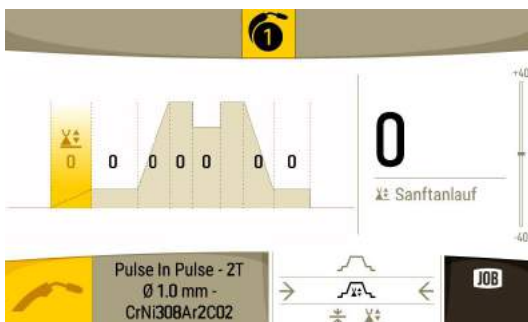 1
+40
0
0 0 0 0 0 0 0
Sanftanlauf
-40
Pulse In Pulse - 2T
Ø 1.0 mm -
CrNi308Ar2CO2
JOB